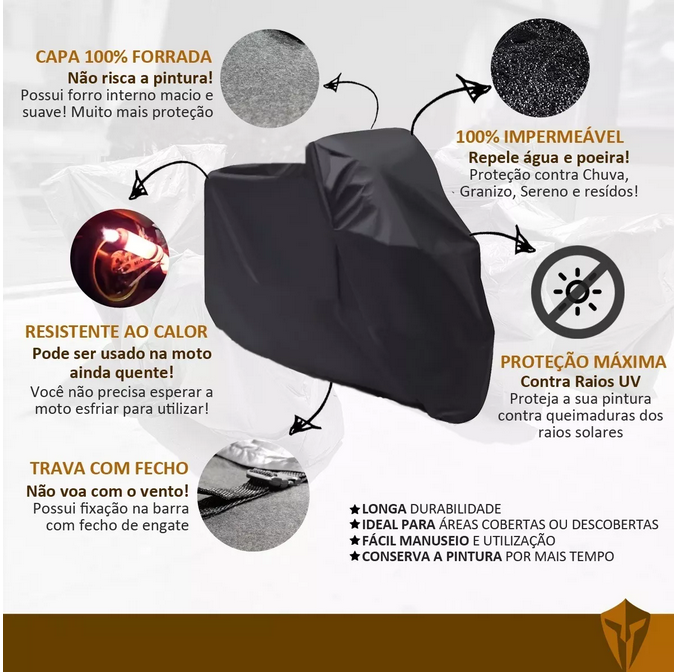 CAPA 100% FORRADA
Não risca a pintura!
Possui forro interno macio e
suave! Muito mais proteção
100% IMPERMEÁVEL
Repele água e poeira!
Proteção contra Chuva,
Granizo, Sereno e resídos!
RESISTENTE AO CALOR
Pode ser usado na moto
ainda quente!
Você não precisa esperar a
moto esfriar para utilizar!
PROTEÇÃO MÁXIMA
Contra Raios UV
Proteja a sua pintura
contra queimaduras dos
raios solares
TRAVA COM FECHO
Não voa com o vento!
Possui fixação na barra
com fecho de engate
LONGA DURABILIDADE
IDEAL PARA ÁREAS COBERTAS OU DESCOBERTAS
FÁCIL MANUSEIO E UTILIZAÇÃO
CONSERVA A PINTURA POR MAIS TEMPO